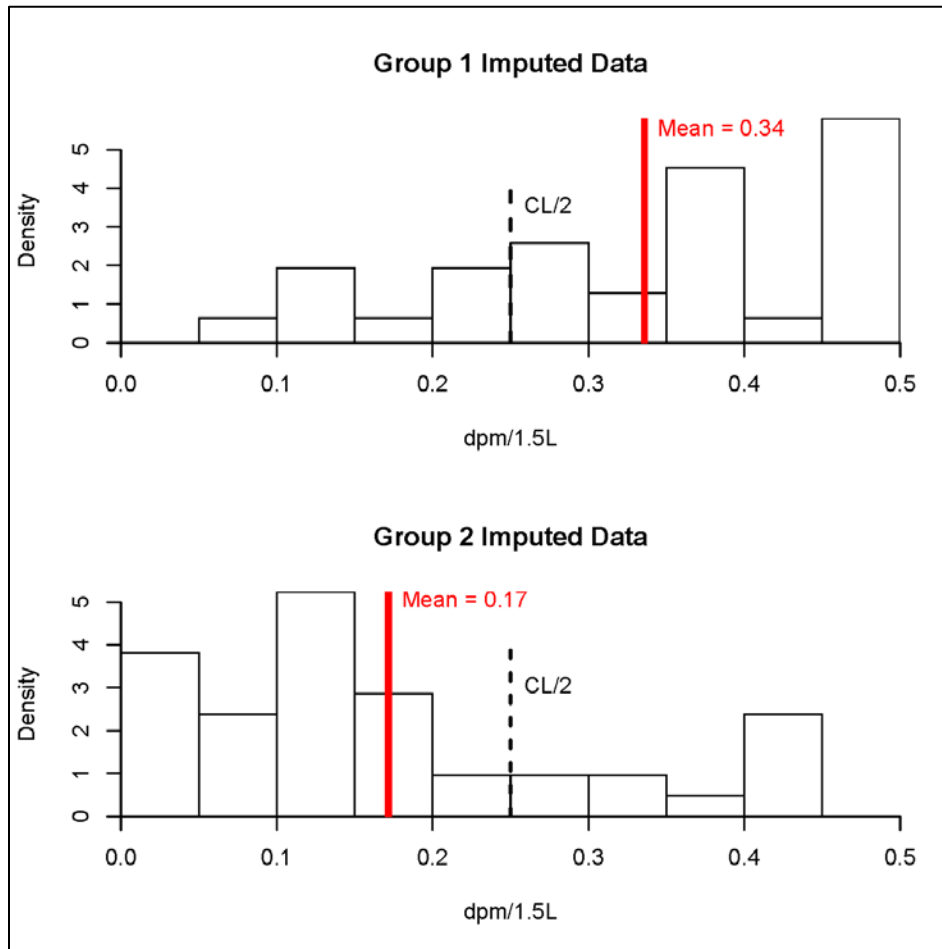 Group 1 Imputed Data
Mean = 0.34
CL/2
Density
0 1 2 3 4 5
0.0 0.1 0.2 0.3 0.4 0.5
dpm/1.5L
Group 2 Imputed Data
Mean = 0.17
CL/2
Density
0 1 2 3 4 5
0.0 0.1 0.2 0.3 0.4 0.5
dpm/1.5L